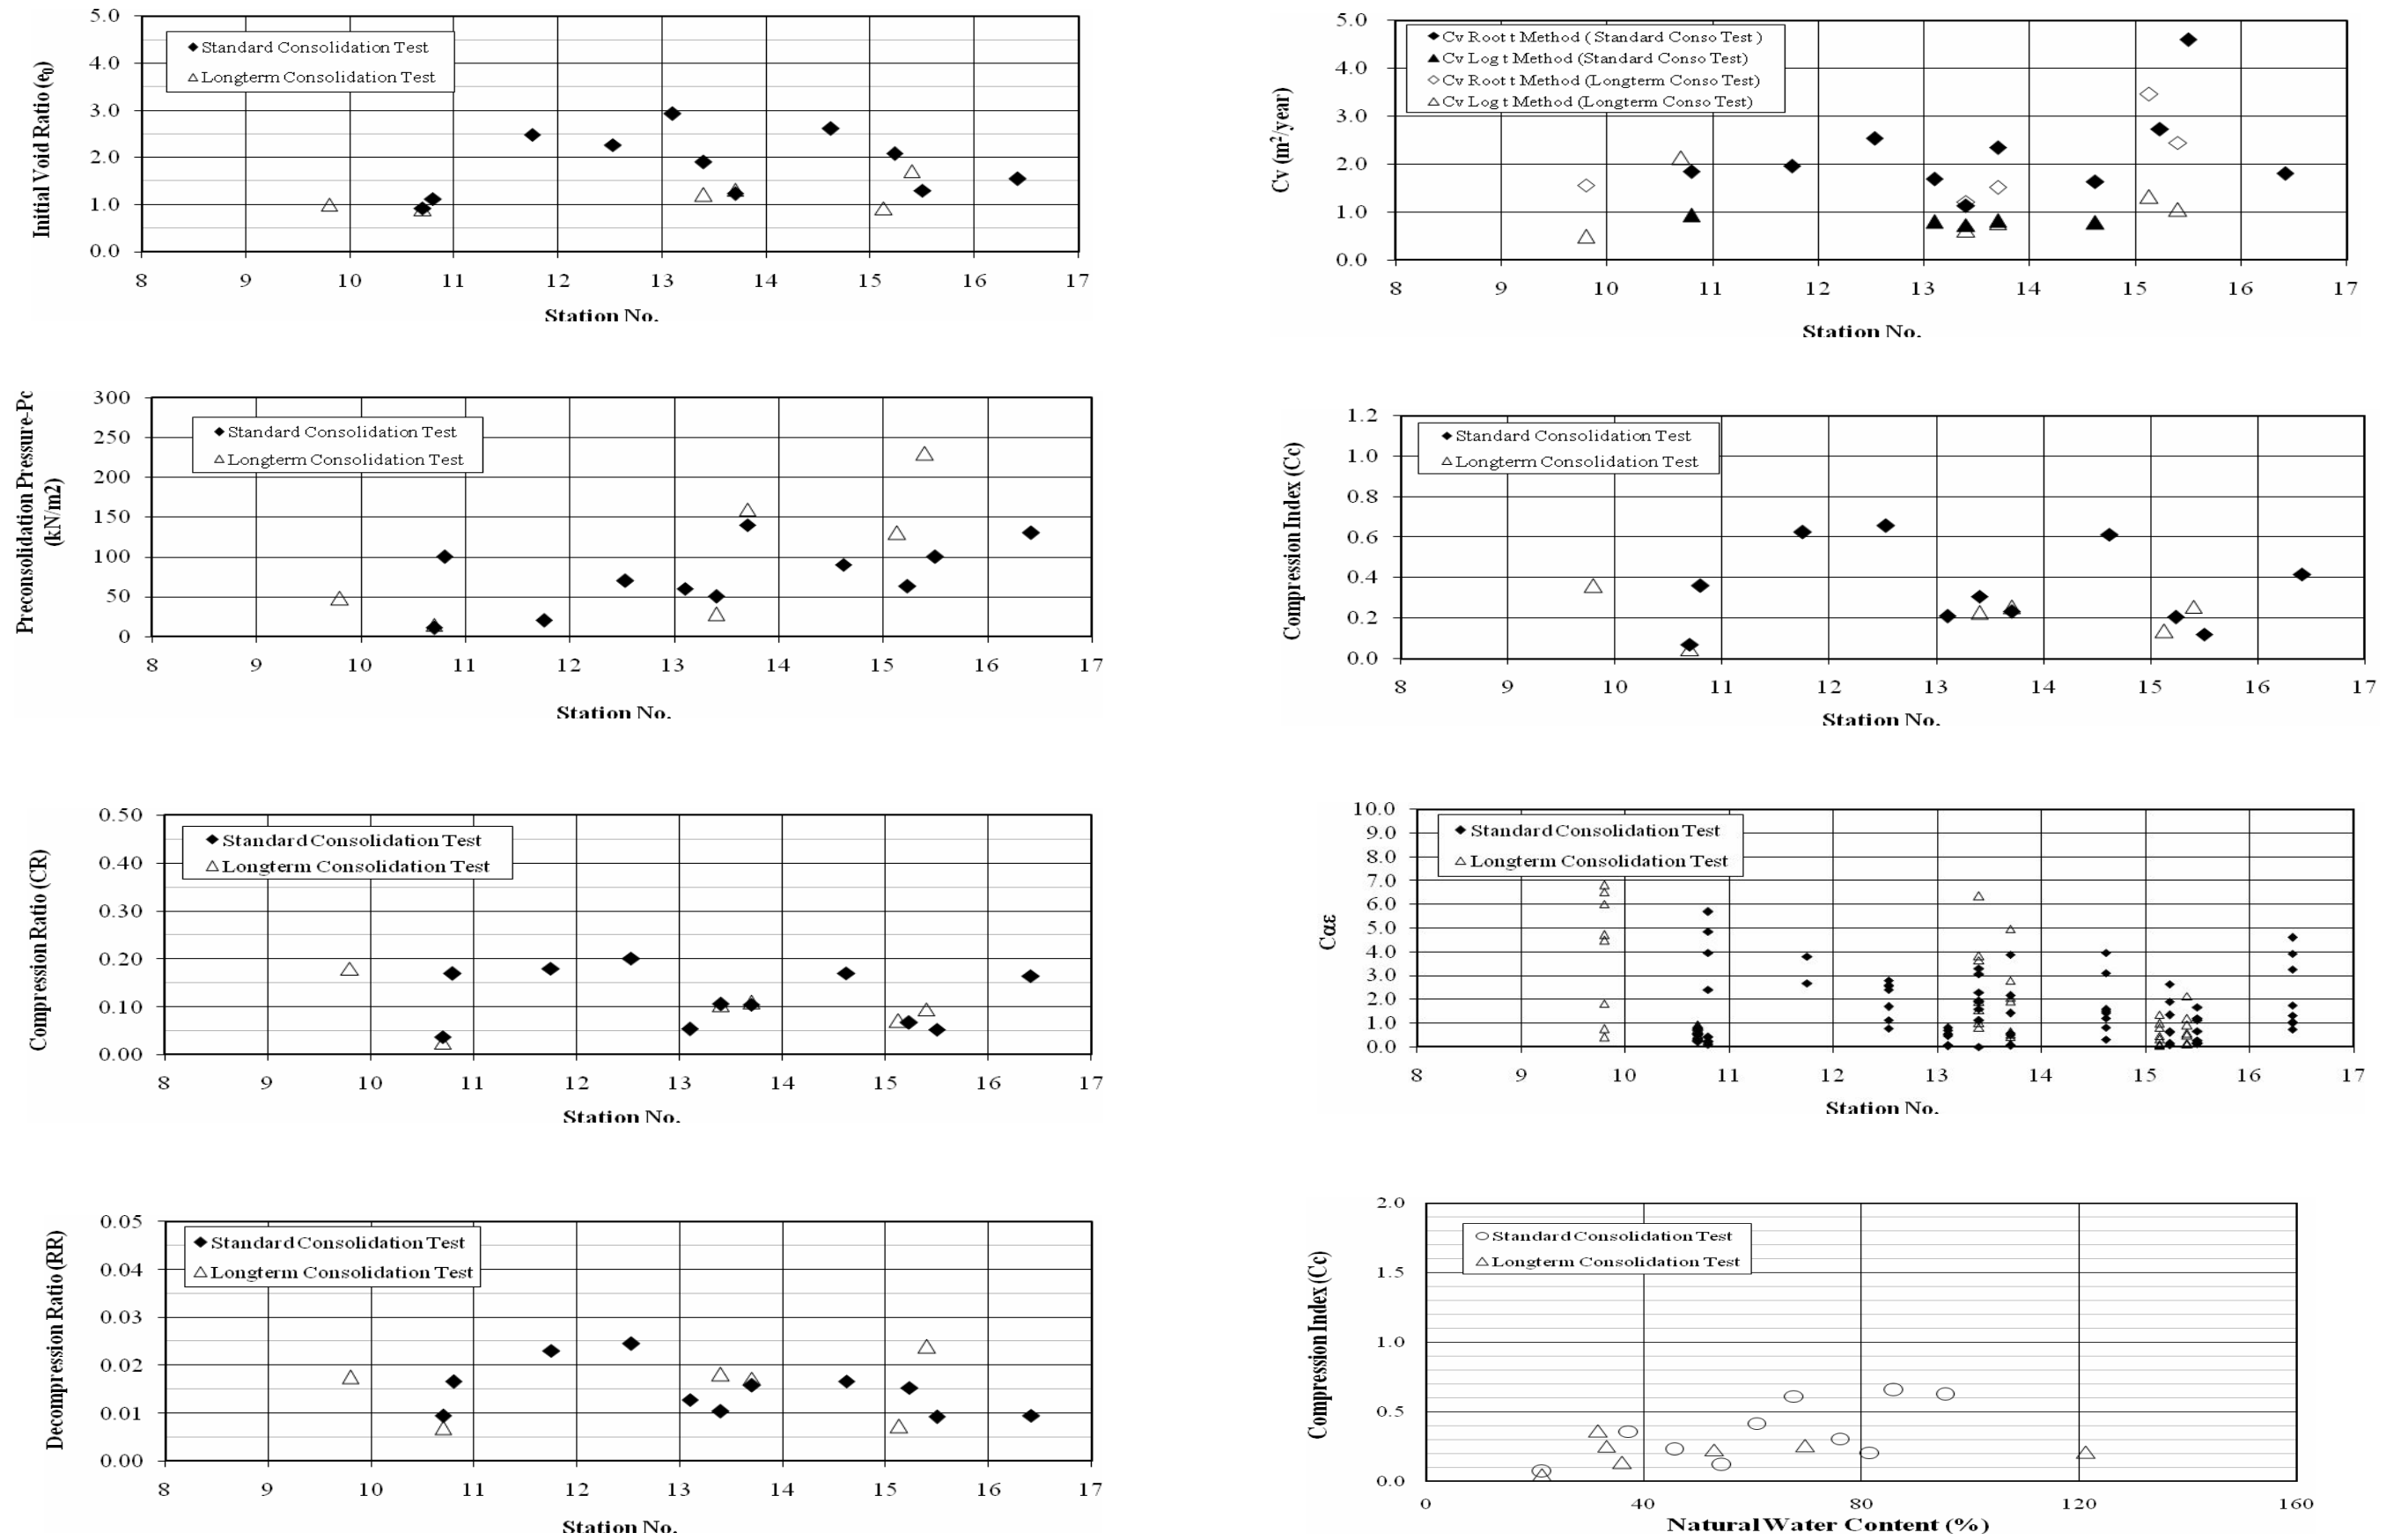 5.0
4.0
3.0
2.0
1.0
0.0
Initial Void Ratio (e0)
Standard Consolidation Test
Longterm Consolidation Test
8 9 10 11 12 13 14 15 16 17
Station No.
5.0
4.0
3.0
2.0
1.0
0.0
Cv (m²/year)
Cv Root t Method ( Standard Conso Test )
Cv Log t Method (Standard Conso Test)
Cv Root t Method (Longterm Conso Test)
Cv Log t Method (Longterm Conso Test)
8 9 10 11 12 13 14 15 16 17
Station No.
300
250
200
150
100
50
0
Preconsolidation Pressure-Pc
(kN/m2)
Standard Consolidation Test
Longterm Consolidation Test
8 9 10 11 12 13 14 15 16 17
Station No.
1.2
1.0
0.8
0.6
0.4
0.2
0.0
Compression Index (Cc)
Standard Consolidation Test
Longterm Consolidation Test
8 9 10 11 12 13 14 15 16 17
Station No.
0.50
0.40
0.30
0.20
0.10
0.00
Compression Ratio (CR)
Standard Consolidation Test
Longterm Consolidation Test
8 9 10 11 12 13 14 15 16 17
Station No.
10.0
9.0
8.0
7.0
6.0
5.0
4.0
3.0
2.0
1.0
0.0
Cαε
Standard Consolidation Test
Longterm Consolidation Test
8 9 10 11 12 13 14 15 16 17
Station No.
0.05
0.04
0.03
0.02
0.01
0.00
Decompression Ratio (RR)
Standard Consolidation Test
Longterm Consolidation Test
8 9 10 11 12 13 14 15 16 17
Station No.
2.0
1.5
1.0
0.5
0.0
Compression Index (Cc)
Standard Consolidation Test
Longterm Consolidation Test
0 40 80 120 160
Natural Water Content (%)